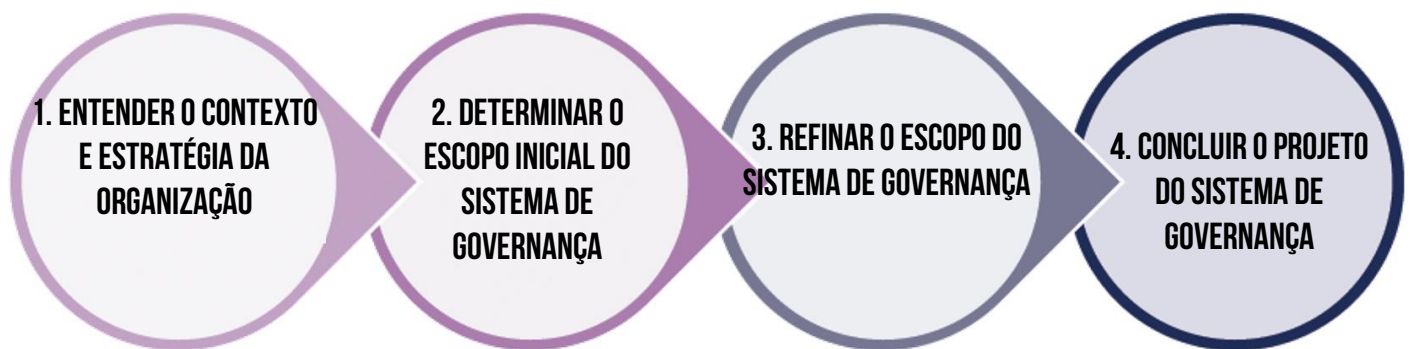 1. ENTENDER O CONTEXTO
E ESTRATÉGIA DA
ORGANIZAÇÃO
2. DETERMINAR O
ESCOPO INICIAL DO
SISTEMA DE
GOVERNANÇA
3. REFINAR O ESCOPO DO
SISTEMA DE GOVERNANÇA
4. CONCLUIR O PROJETO
DO SISTEMA DE
GOVERNANÇA